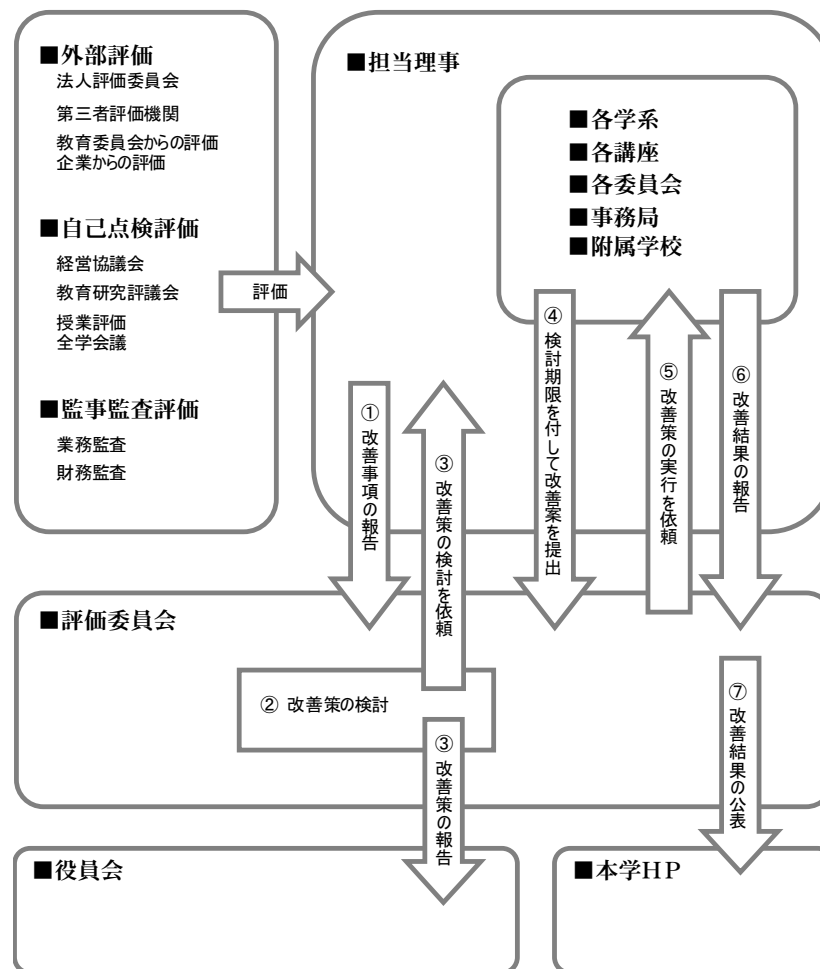 ■外部評価
法人評価委員会
第三者評価機関
教育委員会からの評価
企業からの評価
■自己点検評価
経営協議会
教育研究評議会
授業評価
全学会議
■監事監査評価
業務監査
財務監査
評価
■担当理事
■各学系
■各講座
■各委員会
■事務局
■附属学校
①改善事項の報告
③改善策の検討を依頼
④検討期限を付して改善案を提出
⑤改善策の実行を依頼
⑥改善結果の報告
■評価委員会
② 改善策の検討
③改善策の報告
⑦改善結果の公表
■役員会
■本学HP